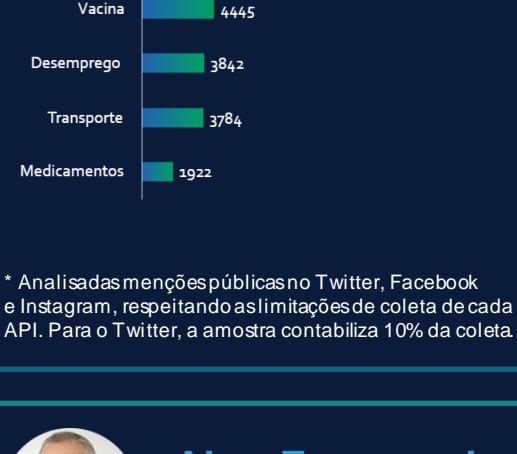 Vacina 4445
Desemprego 3842
Transporte 3784
Medicamentos 1922
* Analisadas menções públicas no Twitter, Facebook
e Instagram, respeitando as limitações de coleta de cada
API. Para o Twitter, a amostra contabiliza 10% da coleta.